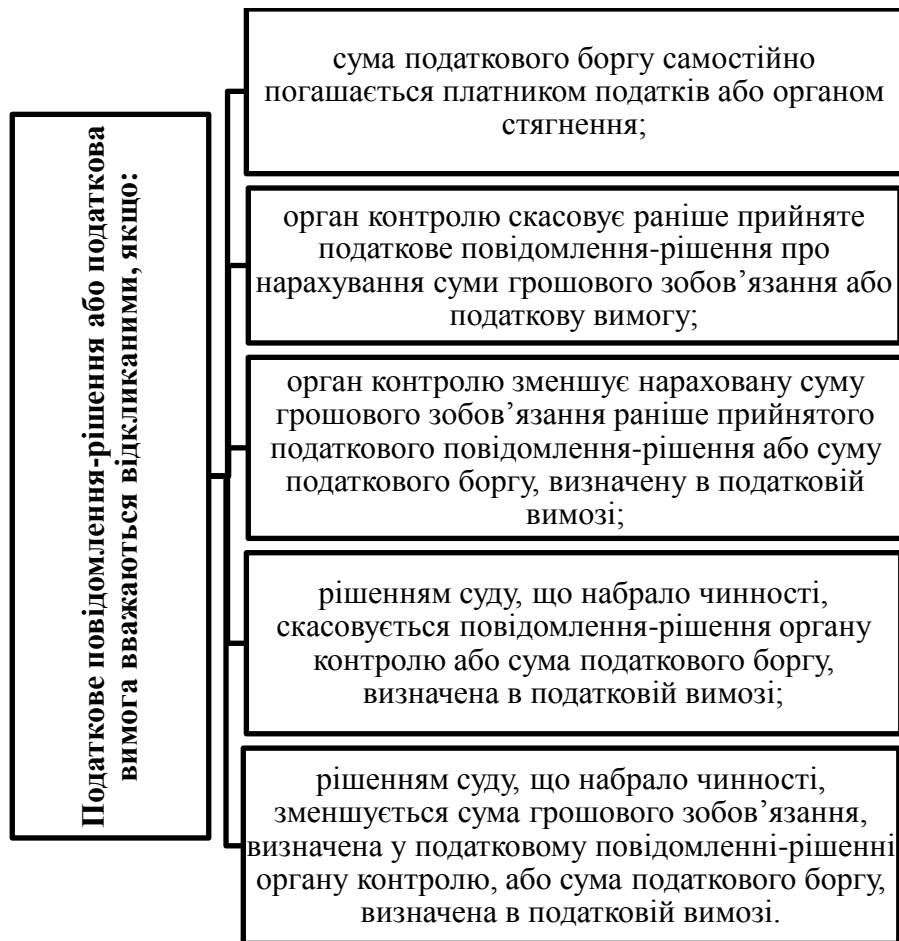 Податкове повідомлення-рішення або податкова
вимога вважаються відкликаними, якщо:
сума податкового боргу самостійно
погашається платником податків або органом
стягнення;
орган контролю скасовує раніше прийняте
податкове повідомлення-рішення про
нарахування суми грошового зобов’язання або
податкову вимогу;
орган контролю зменшує нараховану суму
грошового зобов’язання раніше прийнятого
податкового повідомлення-рішення або суму
податкового боргу, визначену в податковій
вимозі;
рішенням суду, що набрало чинності,
скасовується повідомлення-рішення органу
контролю або сума податкового боргу,
визначена в податковій вимозі;
рішенням суду, що набрало чинності,
зменшується сума грошового зобов’язання,
визначена у податковому повідомленні-рішенні
органу контролю, або сума податкового боргу,
визначена в податковій вимозі.